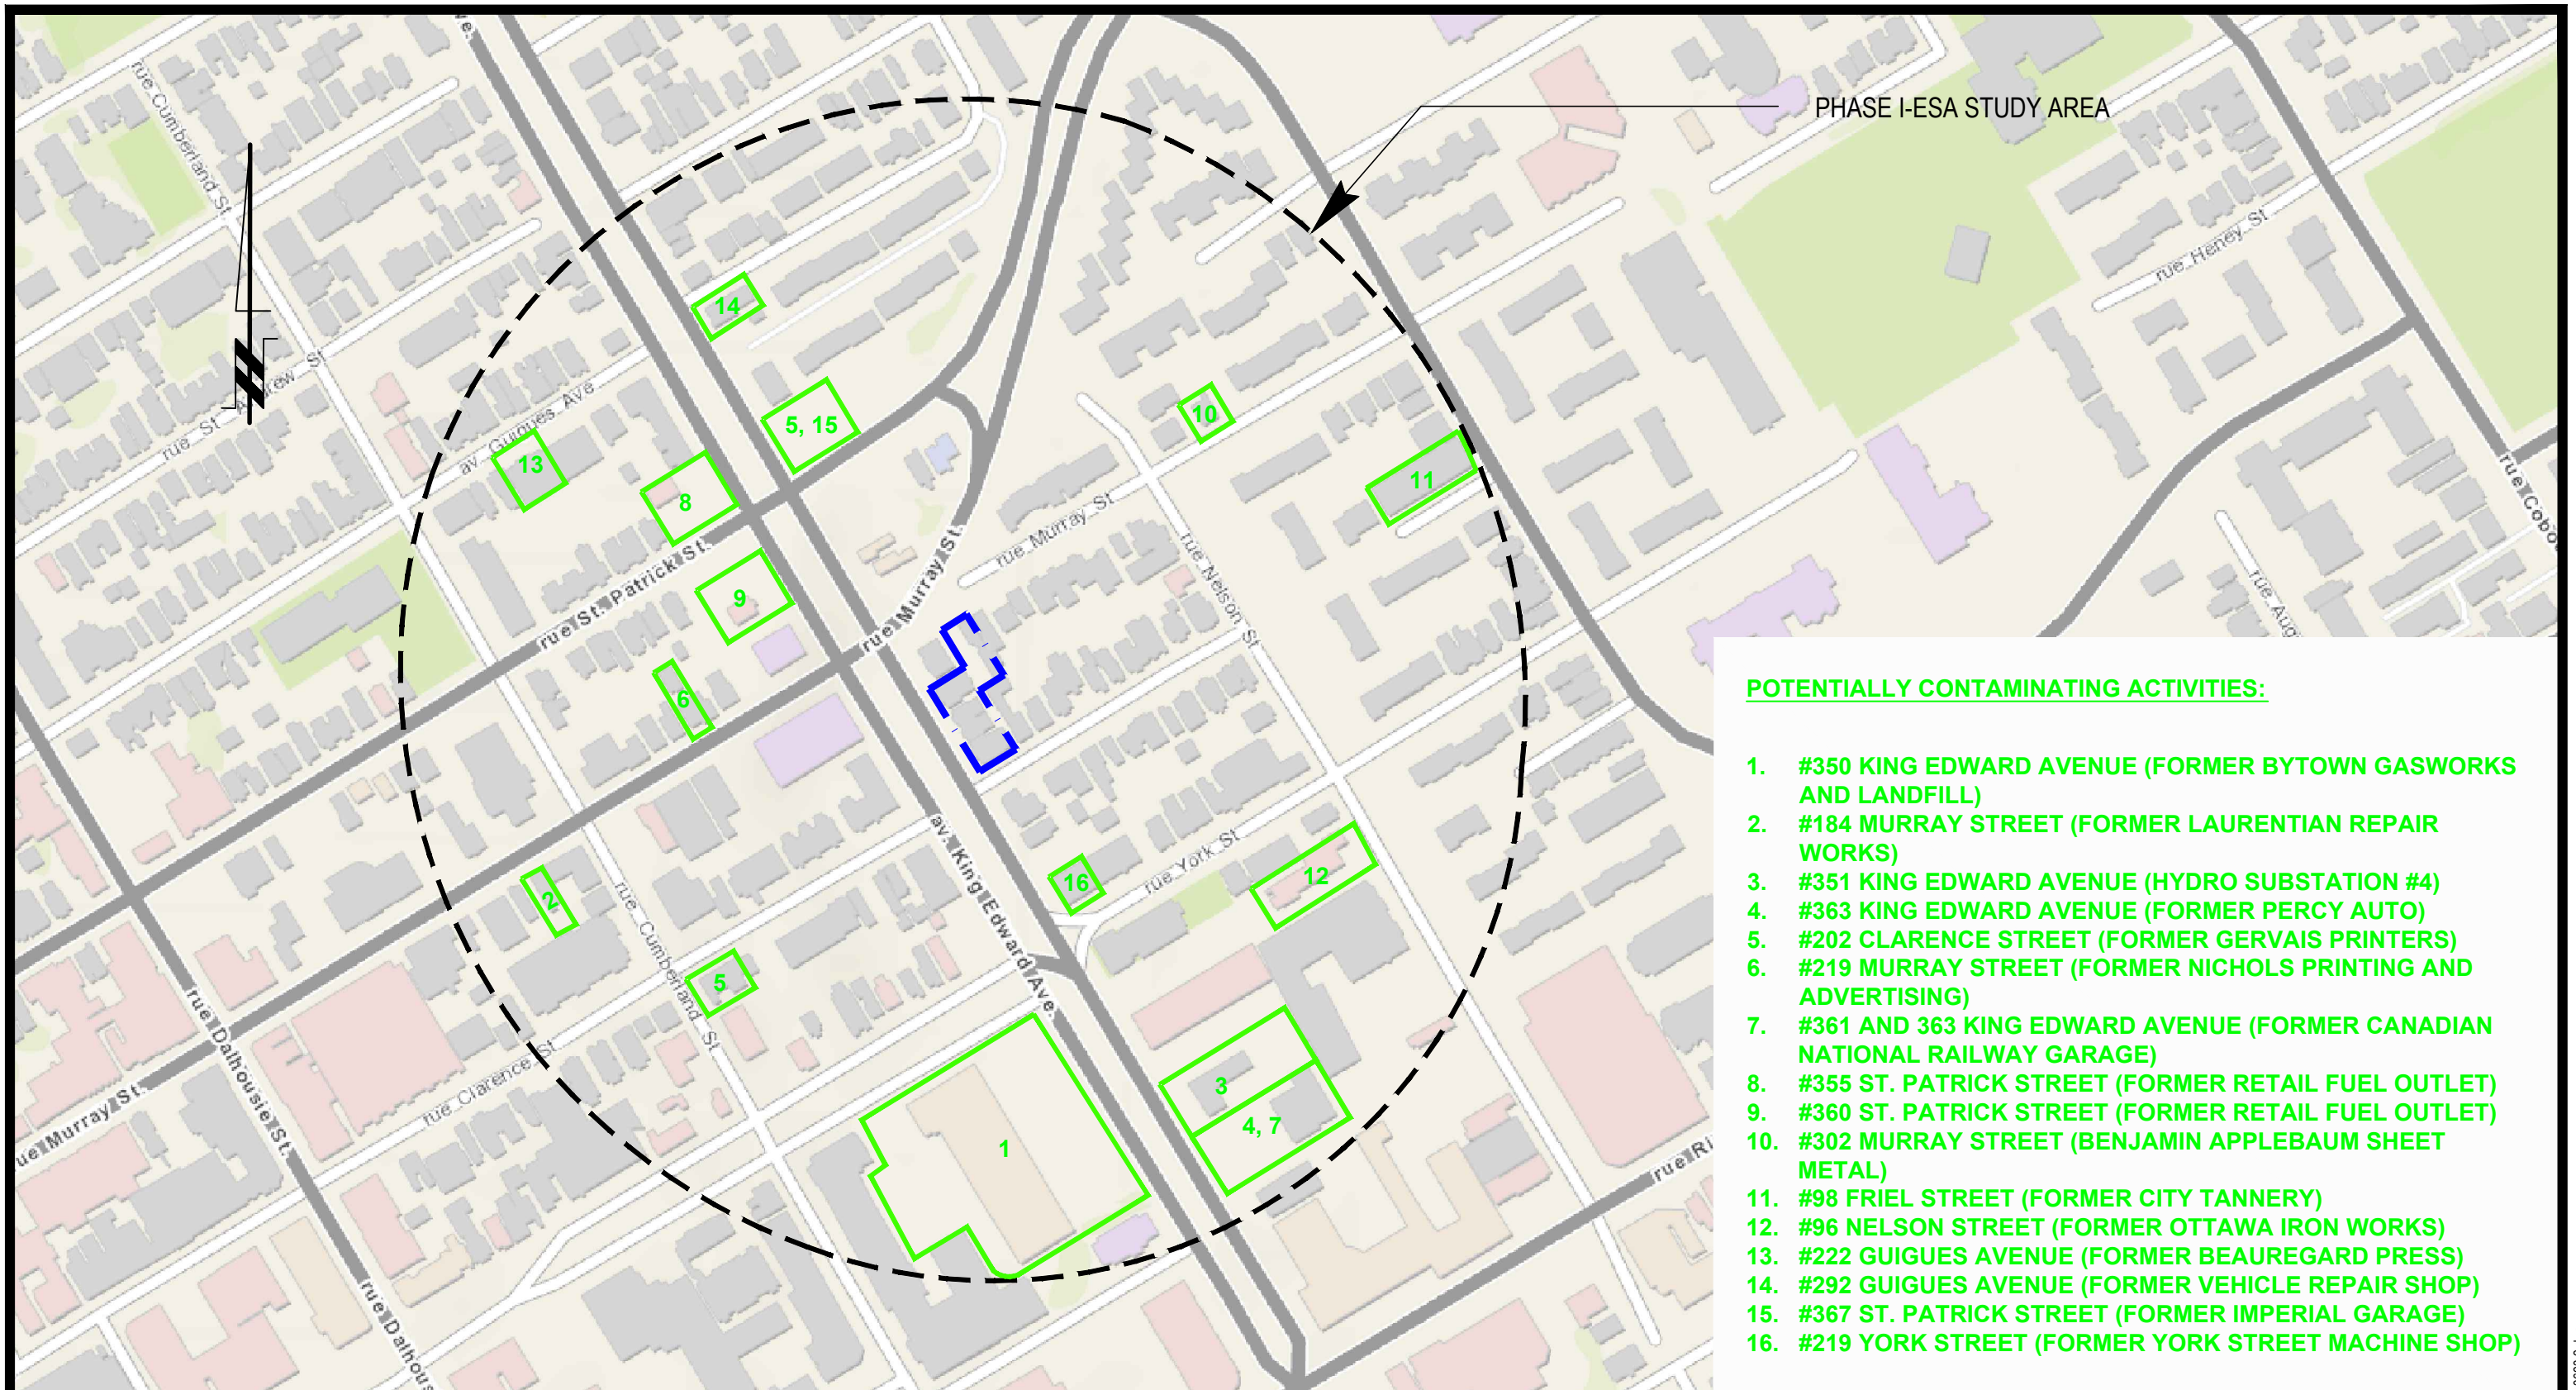 PHASE I-ESA STUDY AREA
rue Cumberland St
14
rue St Andrew St
av. Guigues Ave
13
5, 15
10
11
8
rue St. Patrick St.
9
rue Murray St.
rue Murray St
rue Nelson St
rue Heney St
6
16
rue York St
12
2
rue Cumberland St
av. King Edward Ave.
5
rue Dalhousie St.
rue Clarence St
3
4, 7
1
POTENTIALLY CONTAMINATING ACTIVITIES:
1. #350 KING EDWARD AVENUE (FORMER BYTOWN GASWORKS
AND LANDFILL)
2. #184 MURRAY STREET (FORMER LAURENTIAN REPAIR
WORKS)
3. #351 KING EDWARD AVENUE (HYDRO SUBSTATION #4)
4. #363 KING EDWARD AVENUE (FORMER PERCY AUTO)
5. #202 CLARENCE STREET (FORMER GERVAIS PRINTERS)
6. #219 MURRAY STREET (FORMER NICHOLS PRINTING AND
ADVERTISING)
7. #361 AND 363 KING EDWARD AVENUE (FORMER CANADIAN
NATIONAL RAILWAY GARAGE)
8. #355 ST. PATRICK STREET (FORMER RETAIL FUEL OUTLET)
9. #360 ST. PATRICK STREET (FORMER RETAIL FUEL OUTLET)
10. #302 MURRAY STREET (BENJAMIN APPLEBAUM SHEET
METAL)
11. #98 FRIEL STREET (FORMER CITY TANNERY)
12. #96 NELSON STREET (FORMER OTTAWA IRON WORKS)
13. #222 GUIGUES AVENUE (FORMER BEAUREGARD PRESS)
14. #292 GUIGUES AVENUE (FORMER VEHICLE REPAIR SHOP)
15. #367 ST. PATRICK STREET (FORMER IMPERIAL GARAGE)
16. #219 YORK STREET (FORMER YORK STREET MACHINE SHOP)
ue Murray St.
rue Ri
rue Cobo
rue Aug
rue Dalhous